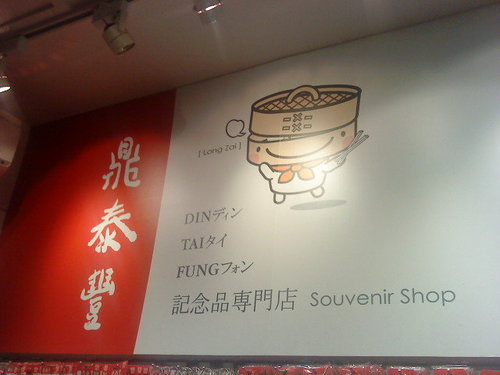 鼎泰豐
[Long Zai]
DINディン
TAIタイ
FUNGフォン
記念品専門店 Souvenir Shop